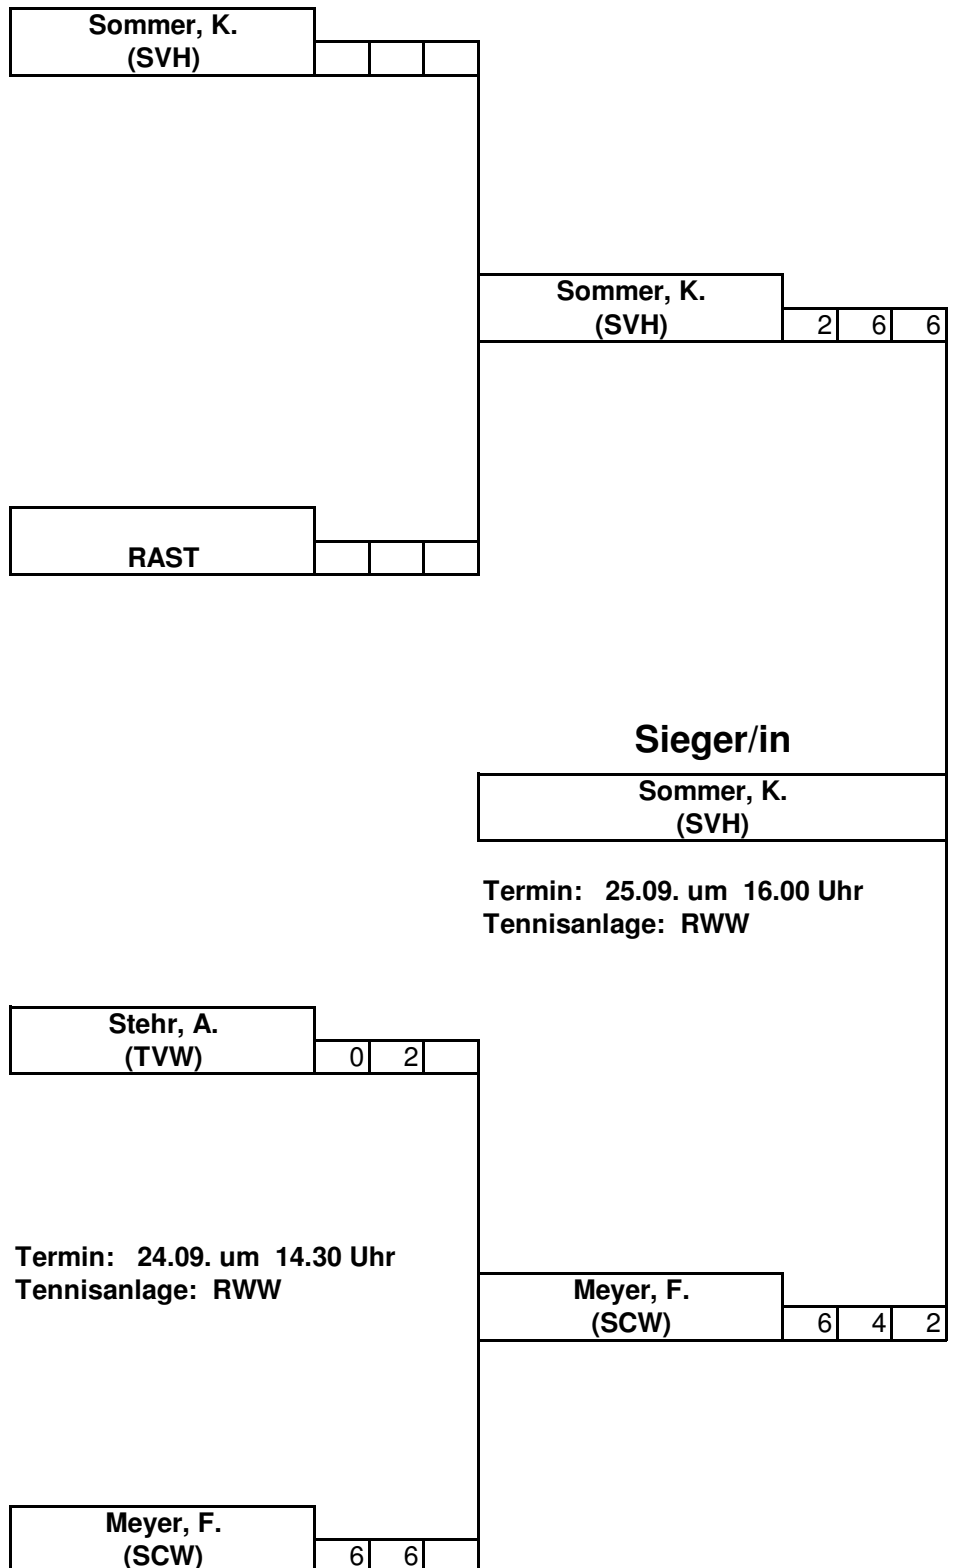 Sommer, K.
(SVH)
Sommer, K.
(SVH) 2 6 6
RAST
Sieger/in
Sommer, K.
(SVH)
Termin: 25.09. um 16.00 Uhr
Tennisanlage: RWW
Stehr, A.
(TVW) 0 2
Termin: 24.09. um 14.30 Uhr
Tennisanlage: RWW
Meyer, F.
(SCW) 6 4 2
Meyer, F.
(SCW) 6 6